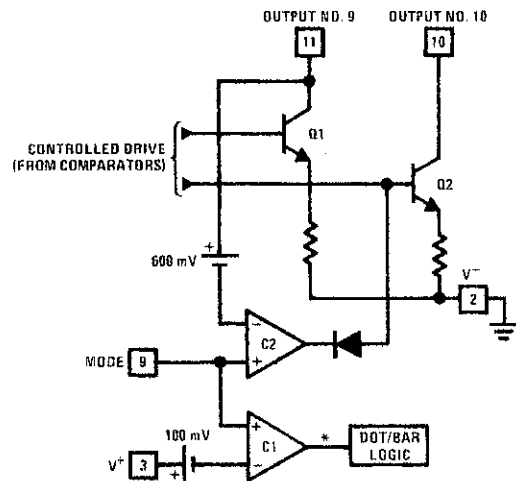 OUTPUT NO. 9
OUTPUT NO. 10
11
10
Q1
CONTROLLED DRIVE
(FROM COMPARATORS)
Q2
+
600 mV
V−
2
−
C2
MODE
9
+
100 mV
+
C1
*
DOT/BAR
LOGIC
V+
3
−
+